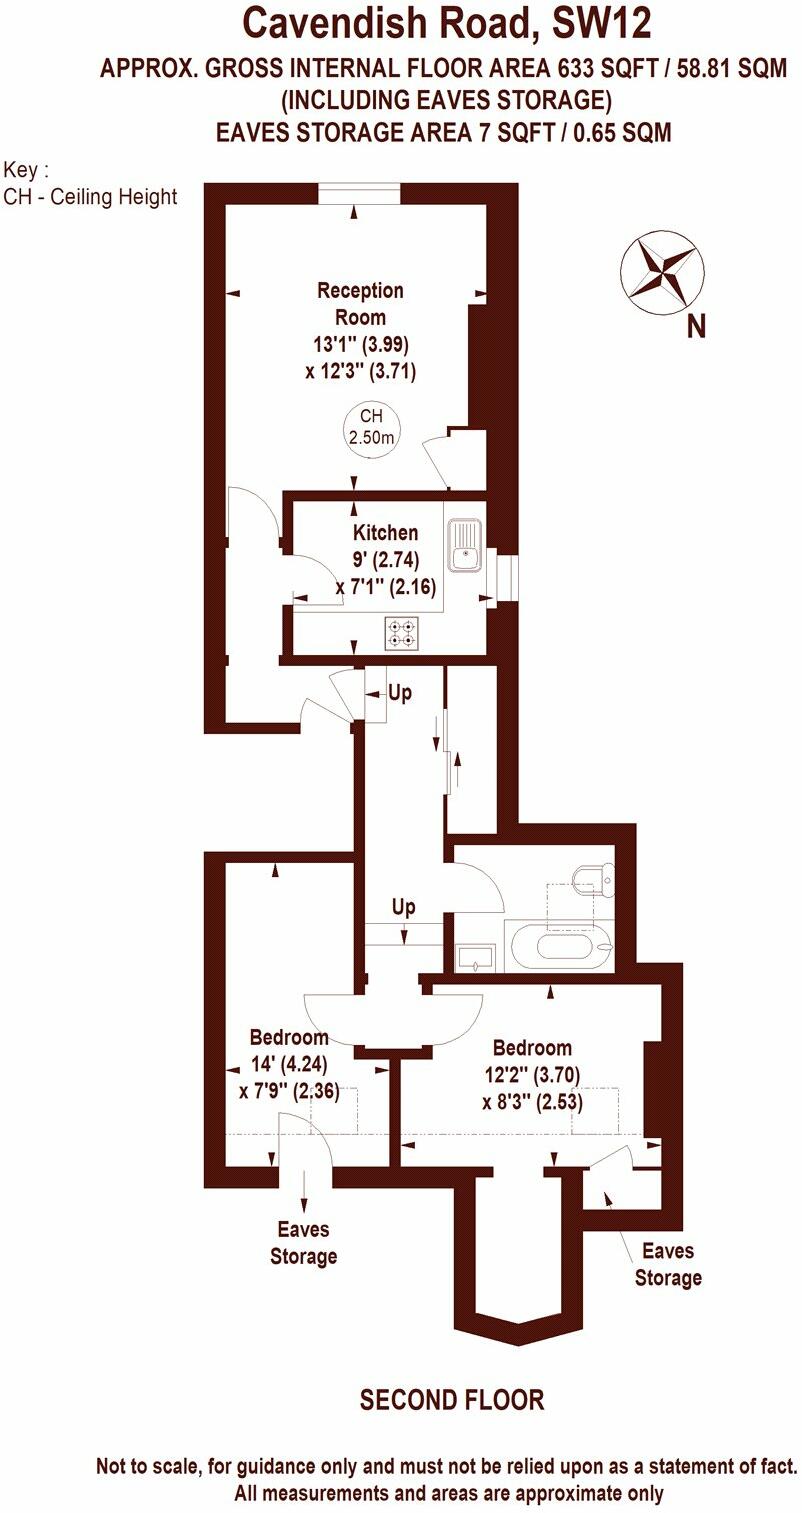 Cavendish Road, SW12
APPROX. GROSS INTERNAL FLOOR AREA 633 SQFT / 58.81 SQM
(INCLUDING EAVES STORAGE)
EAVES STORAGE AREA 7 SQFT / 0.65 SQM
Key :
CH - Ceiling Height
N
Reception
Room
13'1" (3.99)
x 12'3" (3.71)
CH
2.50m
Kitchen
9' (2.74)
x 7'1" (2.16)
Up
Up
Bedroom
14' (4.24)
x 7'9" (2.36)
Bedroom
12'2" (3.70)
x 8'3" (2.53)
Eaves
Storage
Eaves
Storage
SECOND FLOOR
Not to scale, for guidance only and must not be relied upon as a statement of fact.
All measurements and areas are approximate only